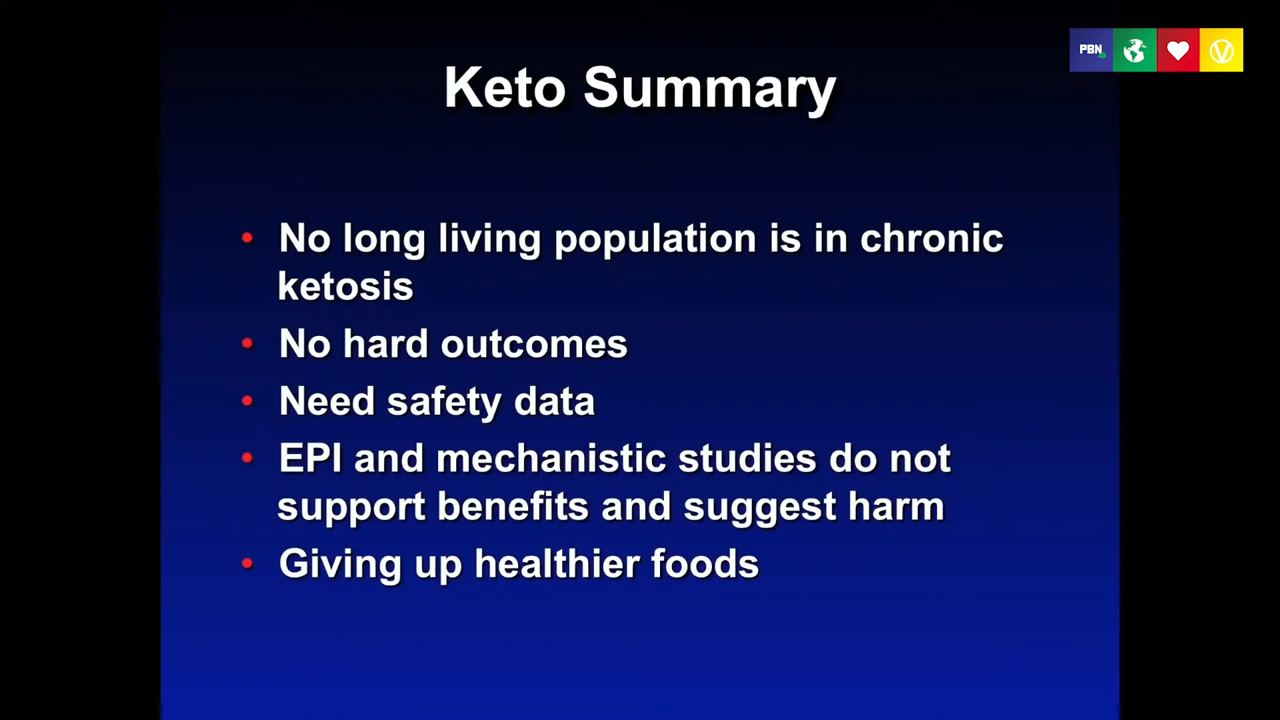 PBN
Keto Summary
• No long living population is in chronic
ketosis
• No hard outcomes
• Need safety data
• EPI and mechanistic studies do not
support benefits and suggest harm
• Giving up healthier foods